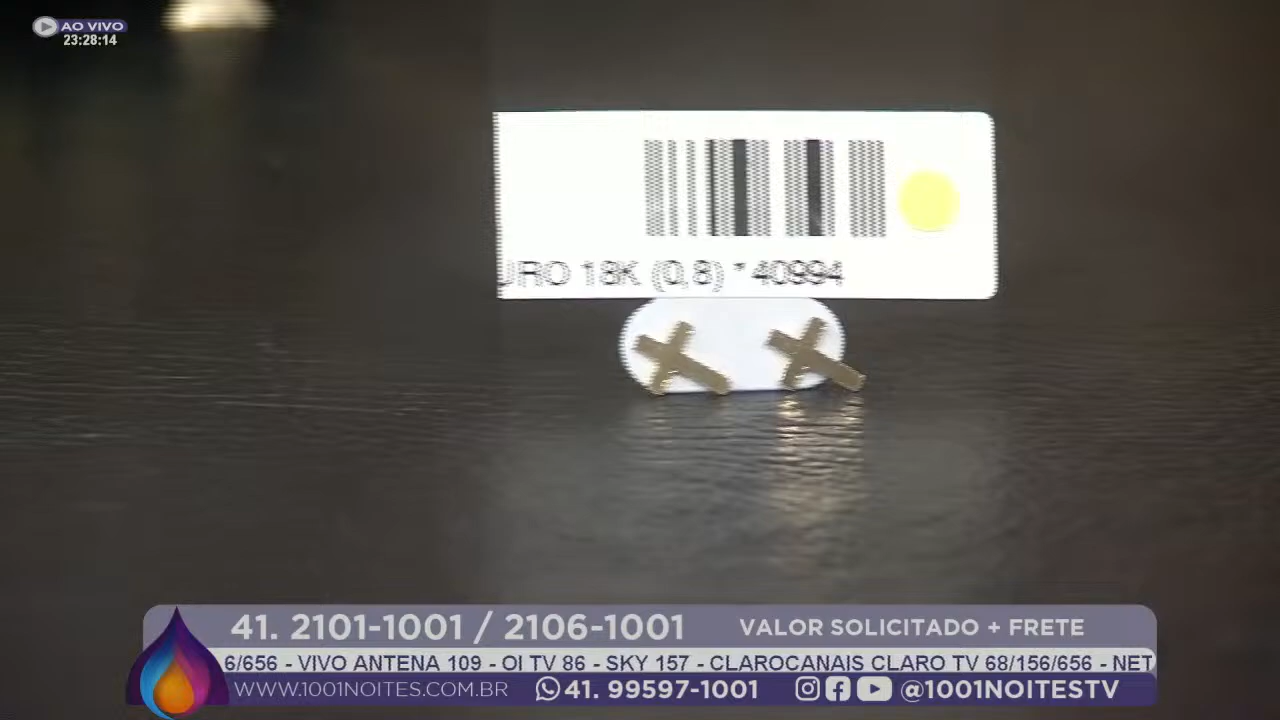 AO VIVO
23:28:14
URO 18K (0,8) *40994
41. 2101-1001 / 2106-1001
VALOR SOLICITADO + FRETE
6/656 - VIVO ANTENA 109 - OI TV 86 - SKY 157 - CLAROCANAIS CLARO TV 68/156/656 - NET
WWW.1001NOITES.COM.BR
41. 99597-1001
@1001NOITESTV